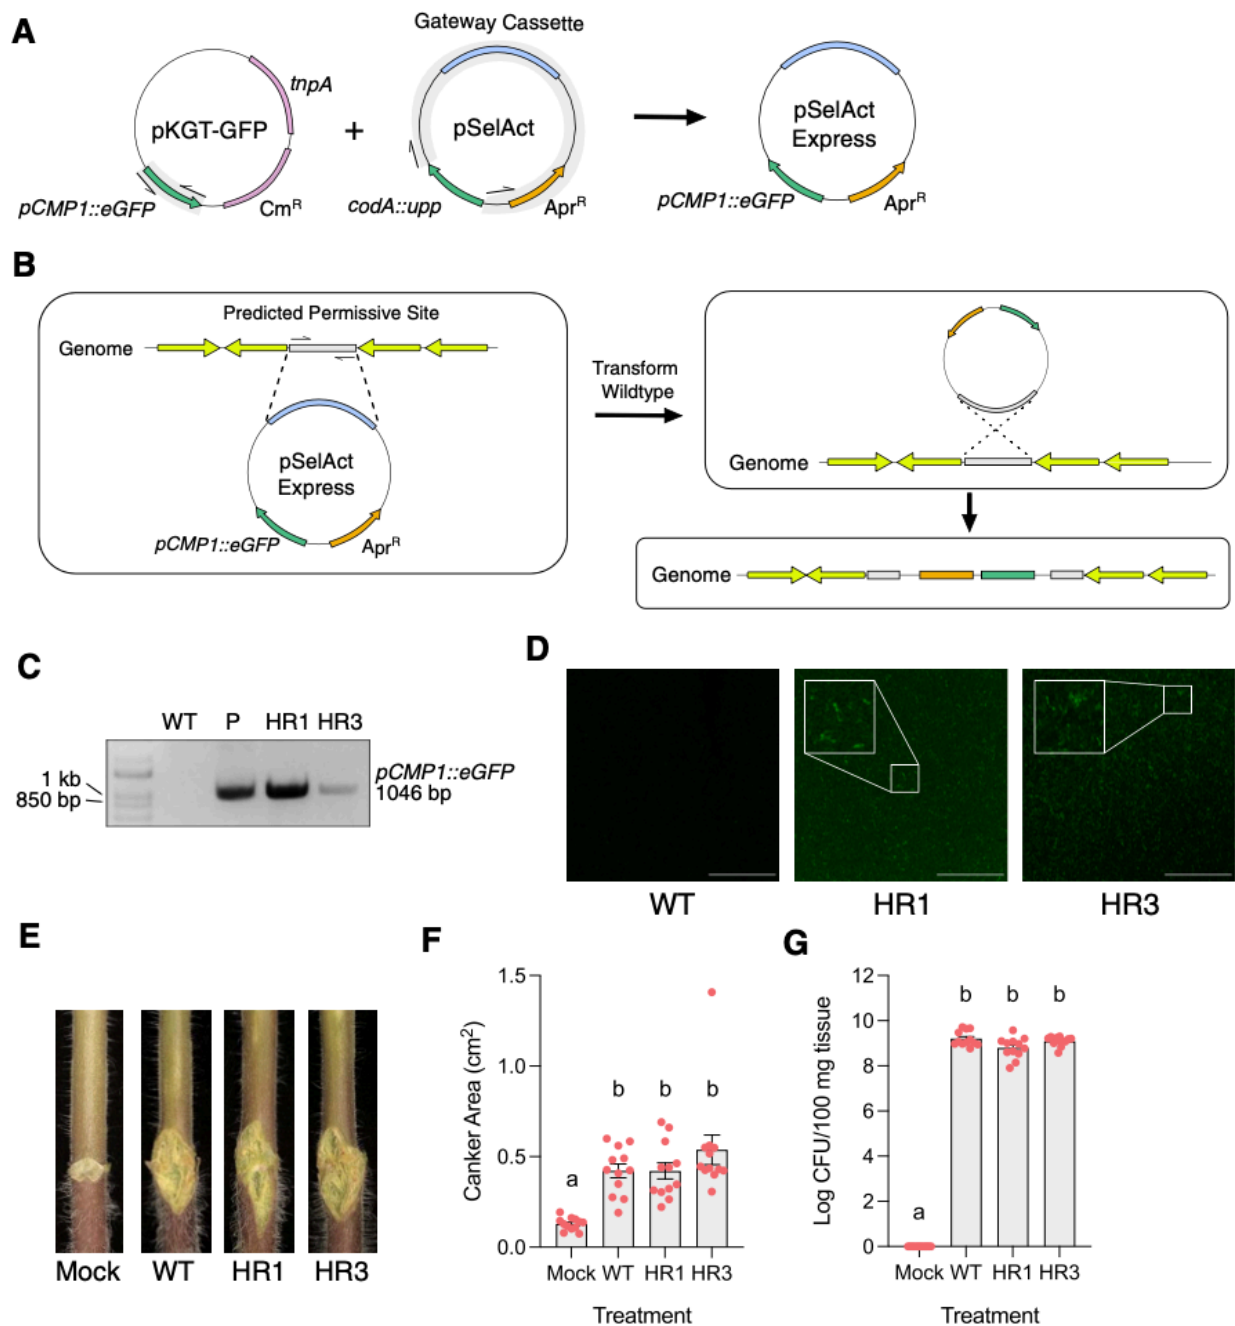 A
Gateway Cassette
tnpA
pKGT-GFP
+
pSelAct
pSelAct
Express
pCMP1::eGFP
CmR
codA::upp
AprR
pCMP1::eGFP
AprR
B
Predicted Permissive Site
Genome
Transform
Wildtype
pSelAct
Express
pCMP1::eGFP
AprR
Genome
Genome
C
WT P HR1 HR3
1 kb
850 bp
pCMP1::eGFP
1046 bp
D
WT
HR1
HR3
E
Mock
WT
HR1
HR3
F
Canker Area (cm2)
1.5
1.0
0.5
0.0
a
b
b
b
Mock WT HR1 HR3
Treatment
G
Log CFU/100 mg tissue
12
10
8
6
4
2
0
a
b
b
b
Mock WT HR1 HR3
Treatment